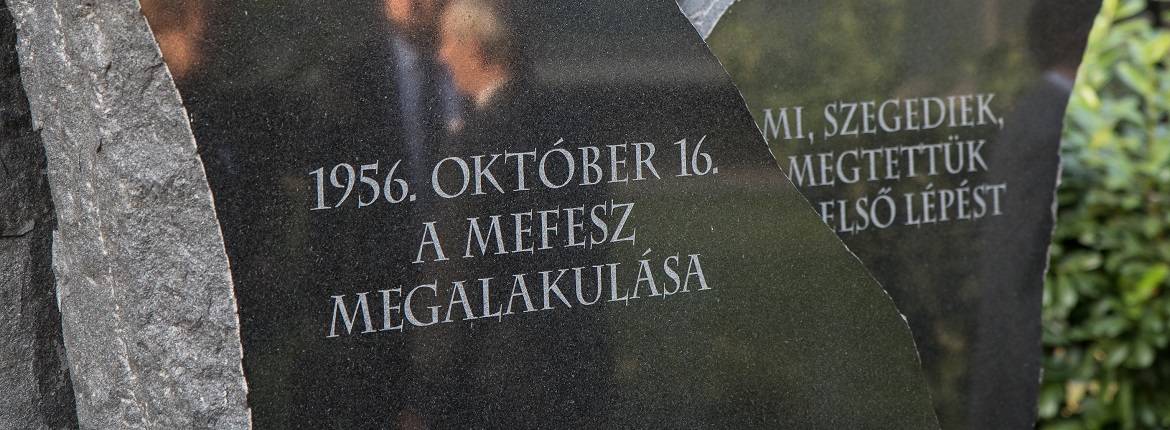 1956. OKTÓBER 16.
A MEFESZ
MEGALAKULÁSA
MI, SZEGEDIEK,
MEGTETTÜK
ELSŐ LÉPÉST